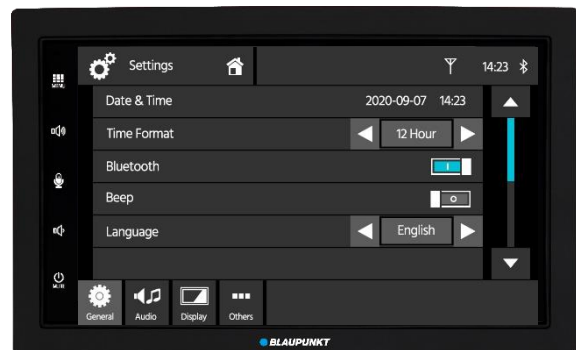 Settings 14:23
MENU
Date & Time 2020-09-07 14:23
Time Format 12 Hour
Bluetooth
Beep
Language English
MUTE
General Audio Display Others
BLAUPUNKT